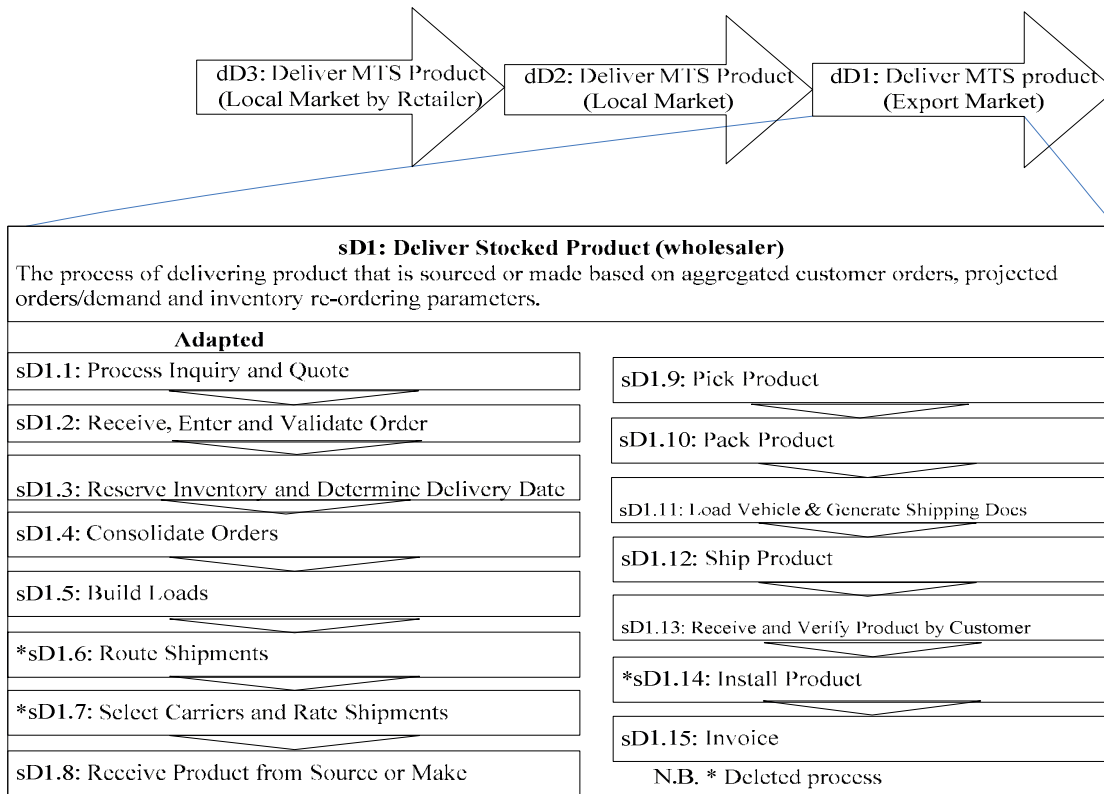 dD3: Deliver MTS Product
(Local Market by Retailer)
dD2: Deliver MTS Product
(Local Market)
dD1: Deliver MTS product
(Export Market)
sD1: Deliver Stocked Product (wholesaler)
The process of delivering product that is sourced or made based on aggregated customer orders, projected
orders/demand and inventory re-ordering parameters.
Adapted
sD1.1: Process Inquiry and Quote
sD1.2: Receive, Enter and Validate Order
sD1.3: Reserve Inventory and Determine Delivery Date
sD1.4: Consolidate Orders
sD1.5: Build Loads
*sD1.6: Route Shipments
*sD1.7: Select Carriers and Rate Shipments
sD1.8: Receive Product from Source or Make
sD1.9: Pick Product
sD1.10: Pack Product
sD1.11: Load Vehicle & Generate Shipping Docs
sD1.12: Ship Product
sD1.13: Receive and Verify Product by Customer
*sD1.14: Install Product
sD1.15: Invoice
N.B. * Deleted process